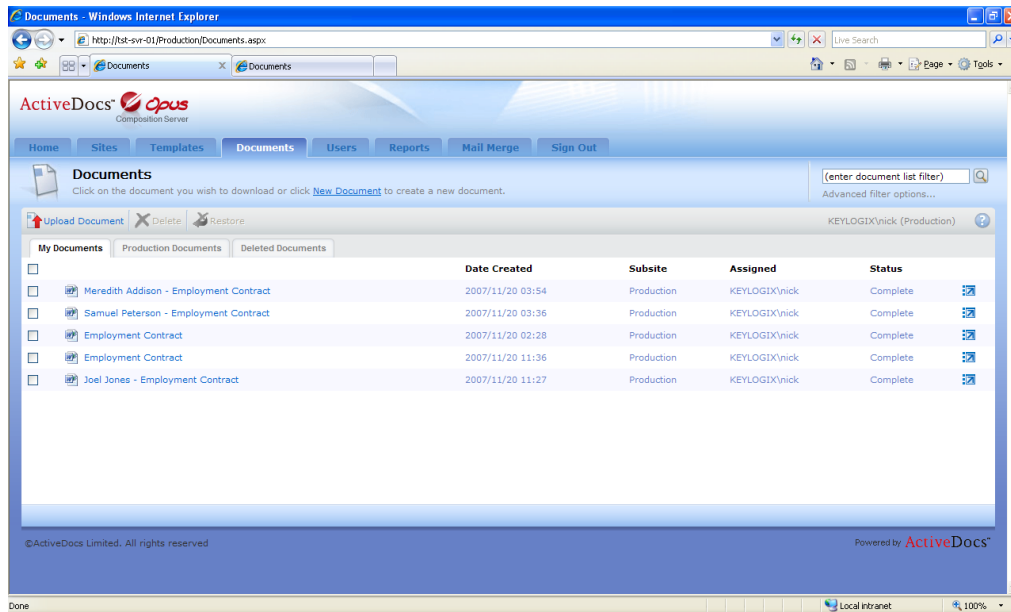 Documents - Windows Internet Explorer
http://tst-svr-01/Production/Documents.aspx
Live Search
Documents
Documents
Page
Tools
ActiveDocs Opus
Composition Server
Home Sites Templates Documents Users Reports Mail Merge Sign Out
Documents
Click on the document you wish to download or click New Document to create a new document.
(enter document list filter)
Advanced filter options...
Upload Document Delete Restore KEYLOGIX\nick (Production)
My Documents Production Documents Deleted Documents
Date Created Subsite Assigned Status
Meredith Addison - Employment Contract 2007/11/20 03:54 Production KEYLOGIX\nick Complete
Samuel Peterson - Employment Contract 2007/11/20 03:36 Production KEYLOGIX\nick Complete
Employment Contract 2007/11/20 02:28 Production KEYLOGIX\nick Complete
Employment Contract 2007/11/20 11:36 Production KEYLOGIX\nick Complete
Joel Jones - Employment Contract 2007/11/20 11:27 Production KEYLOGIX\nick Complete
©ActiveDocs Limited. All rights reserved
Powered by ActiveDocs™
Done Local intranet 100%